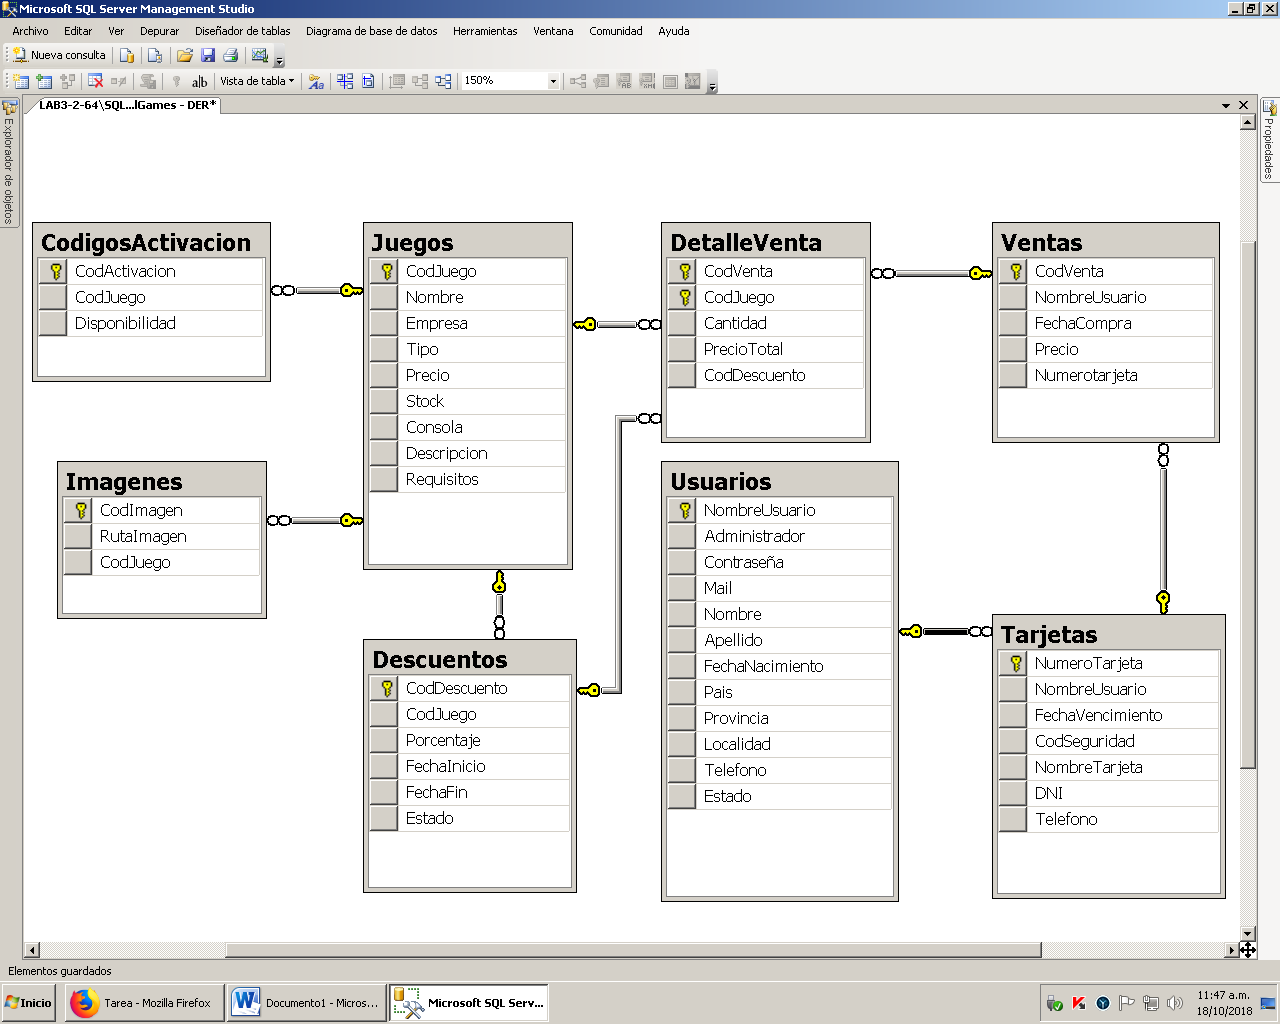 Microsoft SQL Server Management Studio
Archivo Editar Ver Depurar Diseñador de tablas Diagrama de base de datos Herramientas Ventana Comunidad Ayuda
Nueva consulta
ab Vista de tabla 150%
LAB3-2-64\SQL...lGames - DER*
Explorador de objetos
Propiedades
CodigosActivacion
CodActivacion
CodJuego
Disponibilidad
Juegos
CodJuego
Nombre
Empresa
Tipo
Precio
Stock
Consola
Descripcion
Requisitos
DetalleVenta
CodVenta
CodJuego
Cantidad
PrecioTotal
CodDescuento
Ventas
CodVenta
NombreUsuario
FechaCompra
Precio
Numerotarjeta
Imagenes
CodImagen
RutaImagen
CodJuego
Descuentos
CodDescuento
CodJuego
Porcentaje
FechaInicio
FechaFin
Estado
Usuarios
NombreUsuario
Administrador
Contraseña
Mail
Nombre
Apellido
FechaNacimiento
Pais
Provincia
Localidad
Telefono
Estado
Tarjetas
NumeroTarjeta
NombreUsuario
FechaVencimiento
CodSeguridad
NombreTarjeta
DNI
Telefono
Elementos guardados
Inicio
Tarea - Mozilla Firefox
Documento1 - Micros...
Microsoft SQL Serv...
11:47 a.m.
18/10/2018